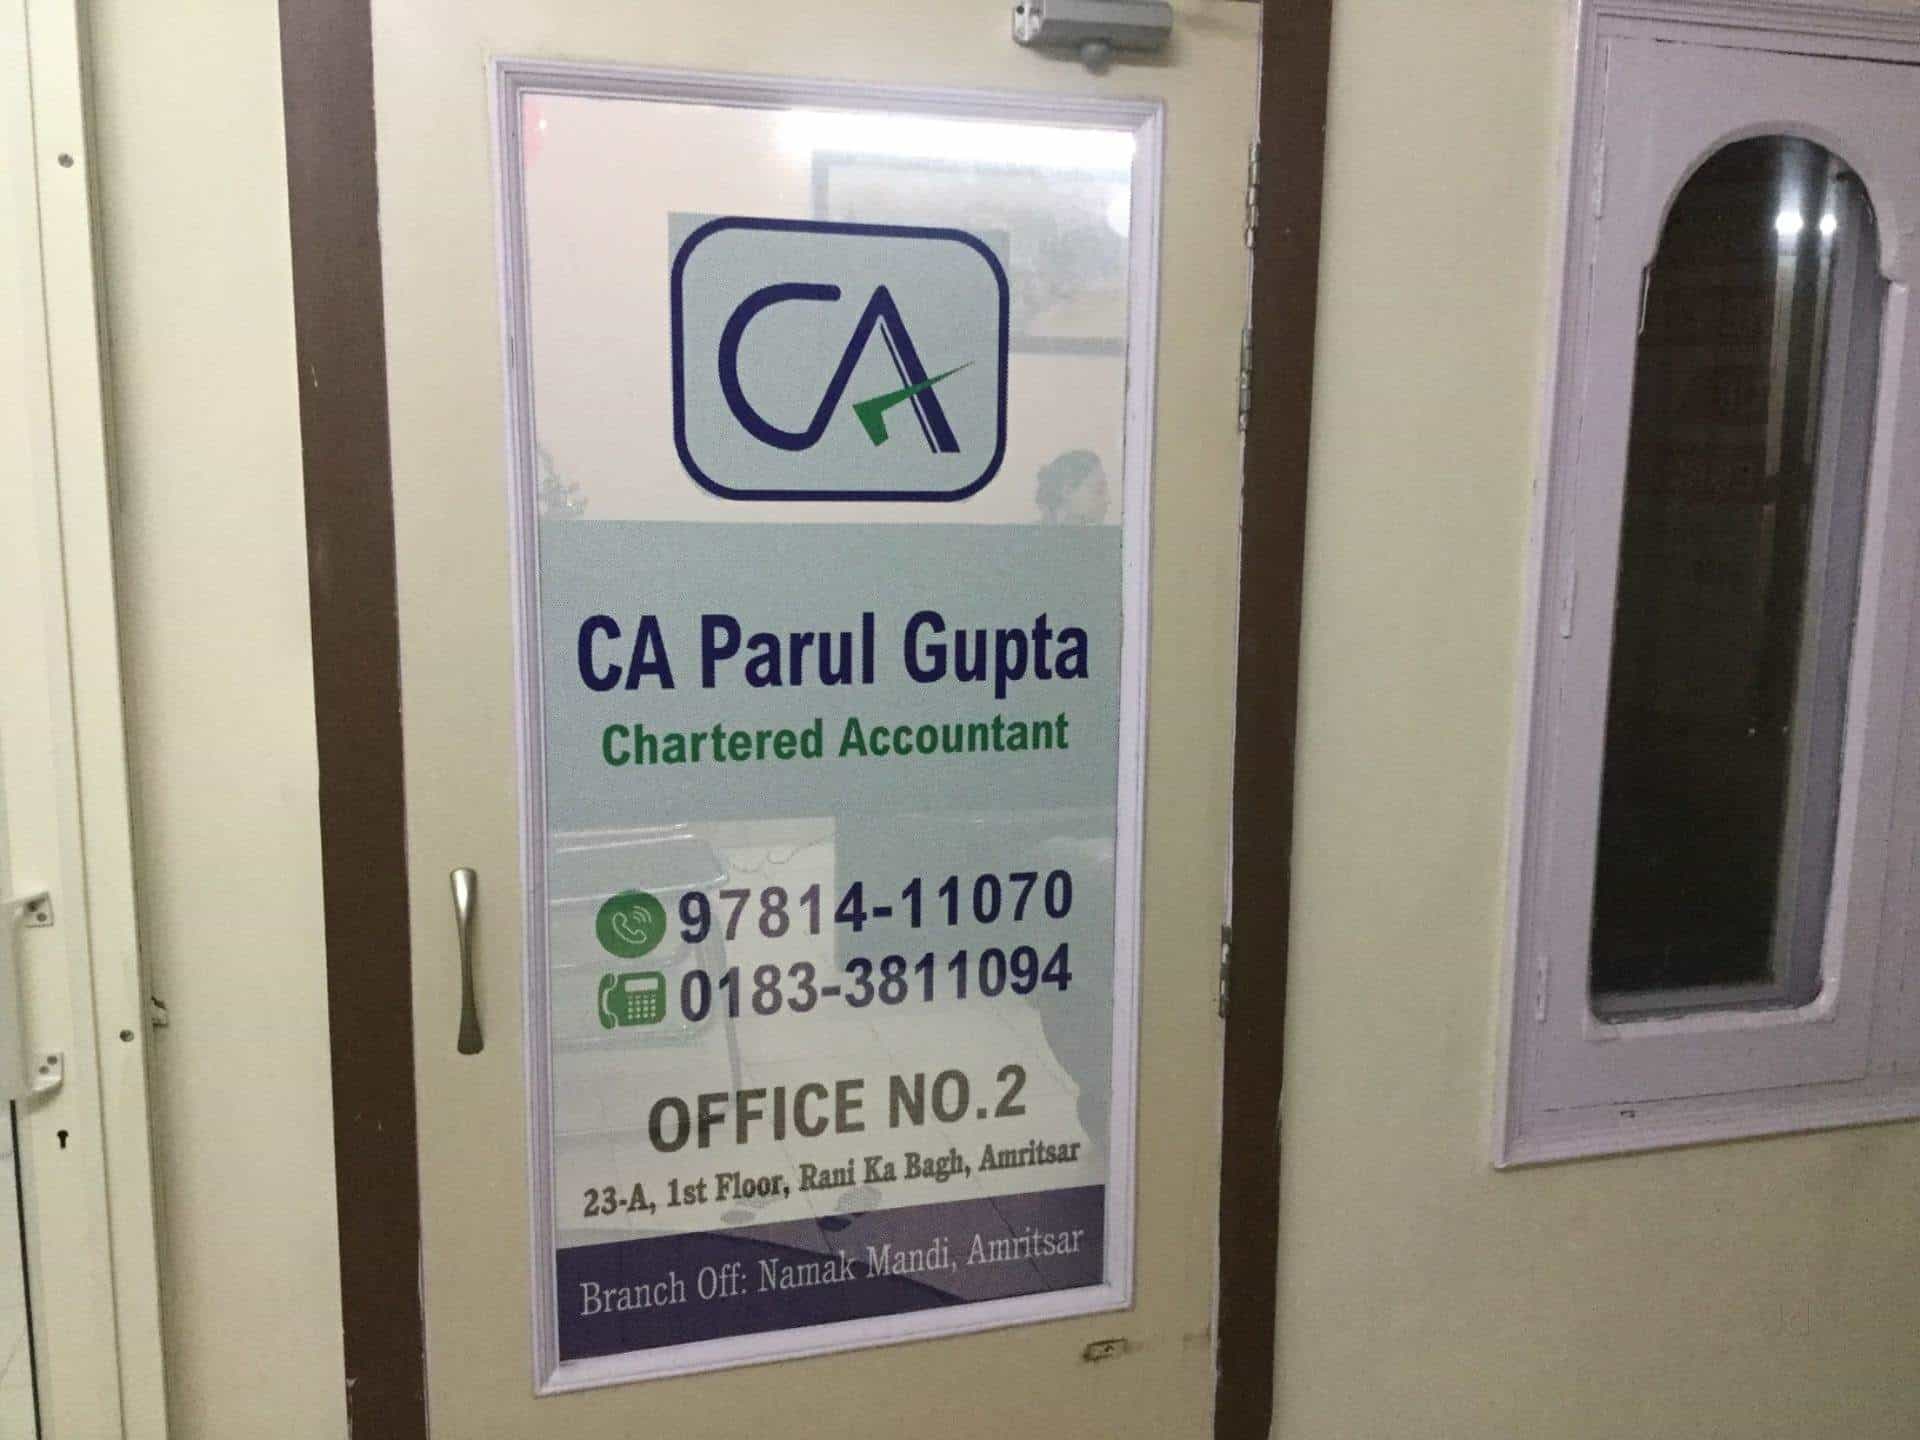 CA
CA Parul Gupta
Chartered Accountant
97814-11070
0183-3811094
OFFICE NO.2
23-A, 1st Floor, Rani Ka Bagh, Amritsar
Branch Off: Namak Mandi, Amritsar